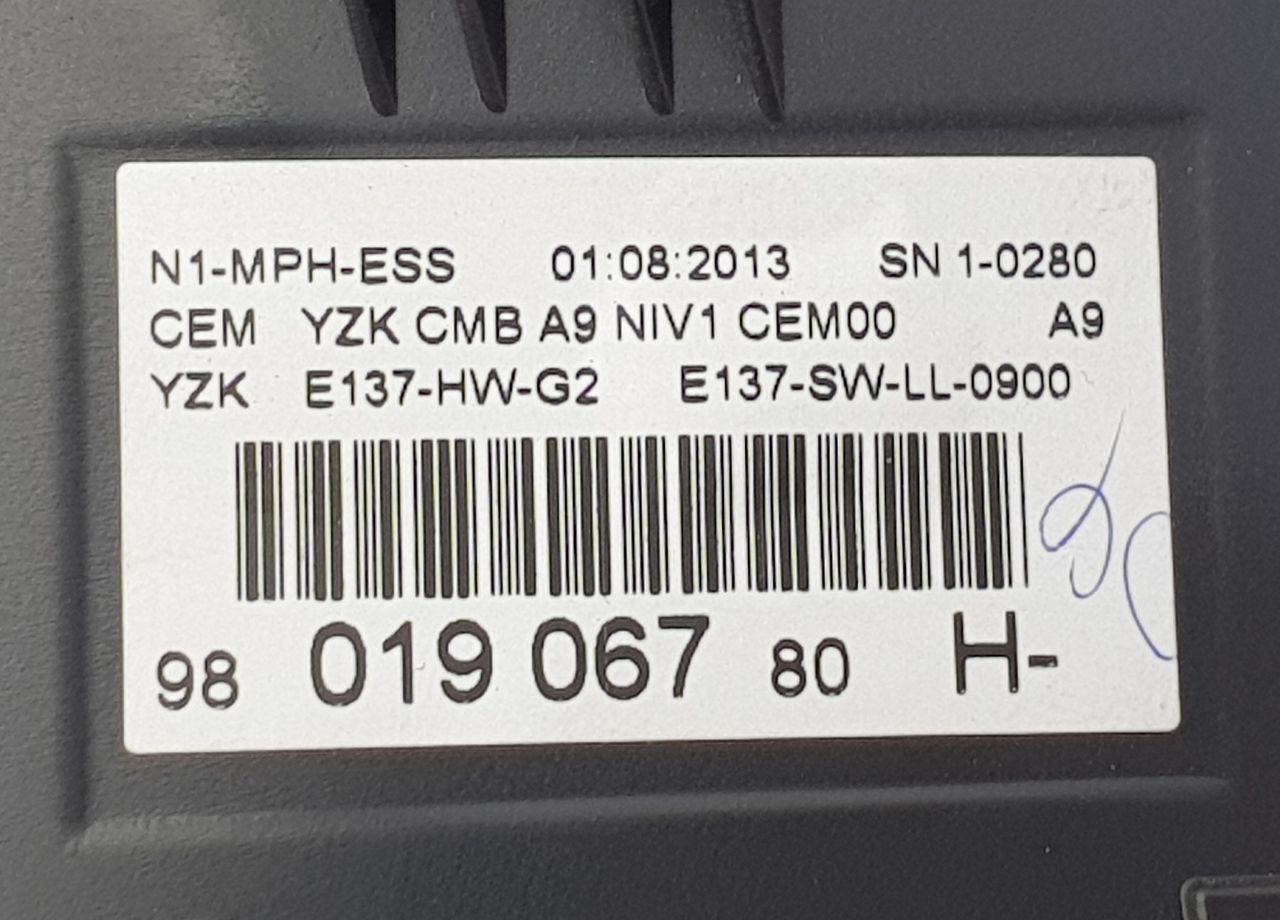 N1-MPH-ESS 01:08:2013 SN 1-0280
CEM YZK CMB A9 NIV1 CEM00 A9
YZK E137-HW-G2 E137-SW-LL-0900
98 019 067 80 H-